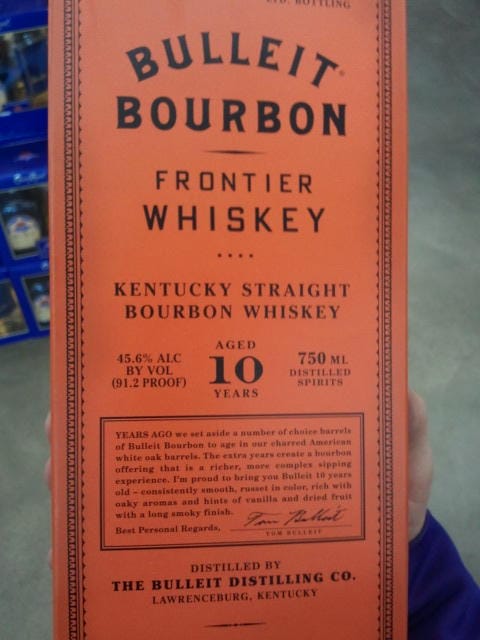 LTD. BOTTLING
BULLEIT®
BOURBON
FRONTIER
WHISKEY
KENTUCKY STRAIGHT
BOURBON WHISKEY
45.6% ALC
BY VOL
(91.2 PROOF)
AGED
10
YEARS
750 ML
DISTILLED
SPIRITS
YEARS AGO we set aside a number of choice barrels
of Bulleit Bourbon to age in our charred American
white oak barrels. The extra years create a bourbon
offering that is a richer, more complex sipping
experience. I'm proud to bring you Bulleit 10 years
old – consistently smooth, russet in color, rich with
oaky aromas and hints of vanilla and dried fruit
with a long smoky finish.
Best Personal Regards,
Tom Bulleit
TOM BULLEIT
DISTILLED BY
THE BULLEIT DISTILLING CO.
LAWRENCEBURG, KENTUCKY